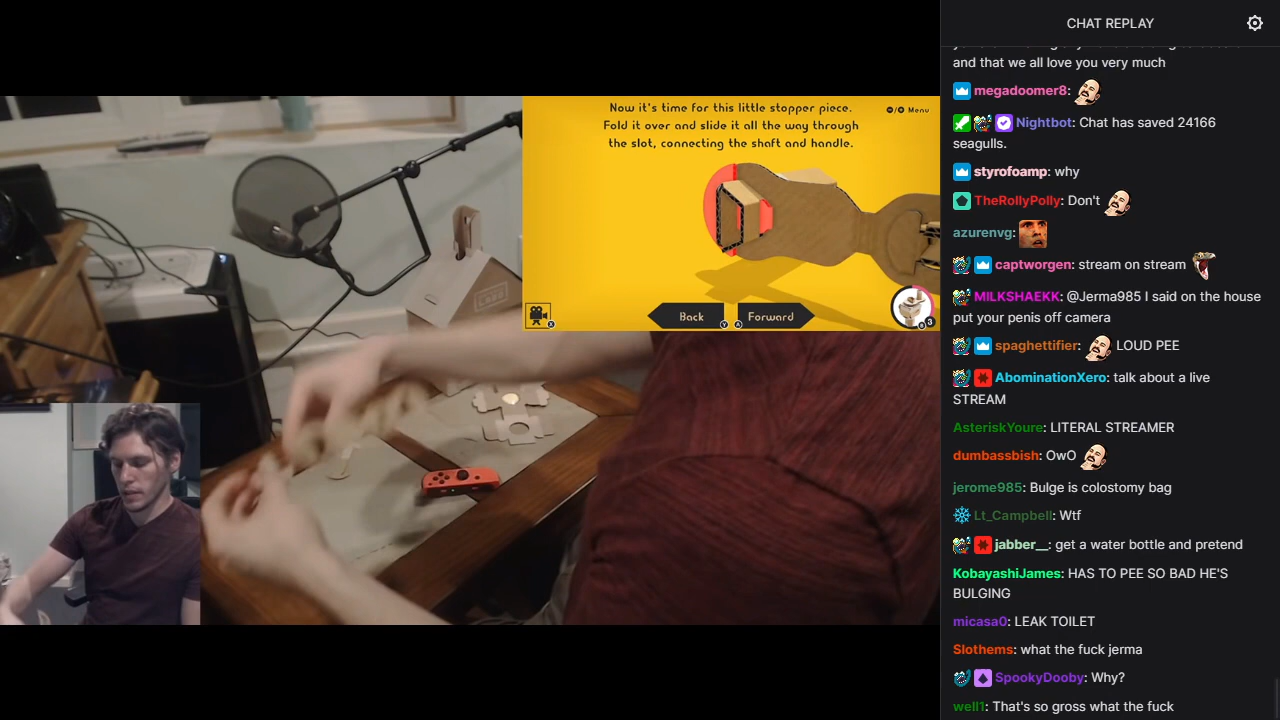 CHAT REPLAY
and that we all love you very much
megadoomer8:
Nightbot: Chat has saved 24166
seagulls.
styrofoamp: why
TheRollyPolly: Don't
azurenvg:
captworgen: stream on stream
MILKSHAEKK: @Jerma985 I said on the house
put your penis off camera
spaghettifier: LOUD PEE
AbominationXero: talk about a live
STREAM
AsteriskYoure: LITERAL STREAMER
dumbassbish: OwO
jerome985: Bulge is colostomy bag
Lt_Campbell: Wtf
jabber__: get a water bottle and pretend
KobayashiJames: HAS TO PEE SO BAD HE'S
BULGING
micasa0: LEAK TOILET
Slothems: what the fuck jerma
SpookyDooby: Why?
well1: That's so gross what the fuck
Now it's time for this little stopper piece.
Fold it over and slide it all the way through
the slot, connecting the shaft and handle.
Menu
Back
Forward